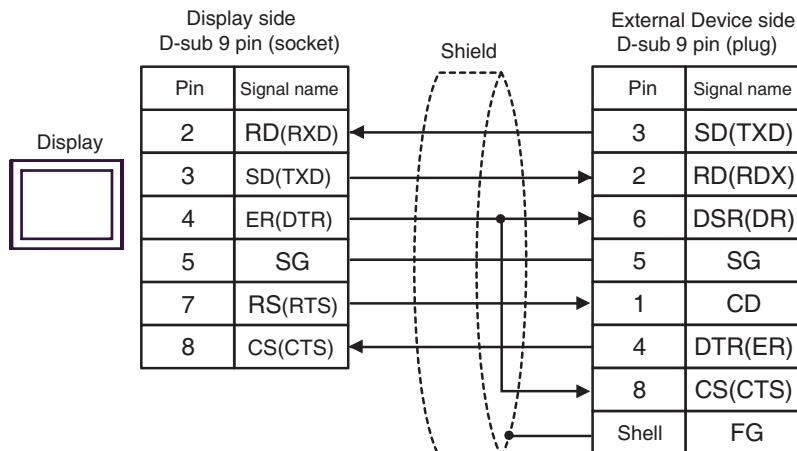 Display side
D-sub 9 pin (socket)
Shield
External Device side
D-sub 9 pin (plug)
Display
Pin Signal name
2 RD(RXD)
3 SD(TXD)
4 ER(DTR)
5 SG
7 RS(RTS)
8 CS(CTS)
Pin Signal name
3 SD(TXD)
2 RD(RDX)
6 DSR(DR)
5 SG
1 CD
4 DTR(ER)
8 CS(CTS)
Shell FG